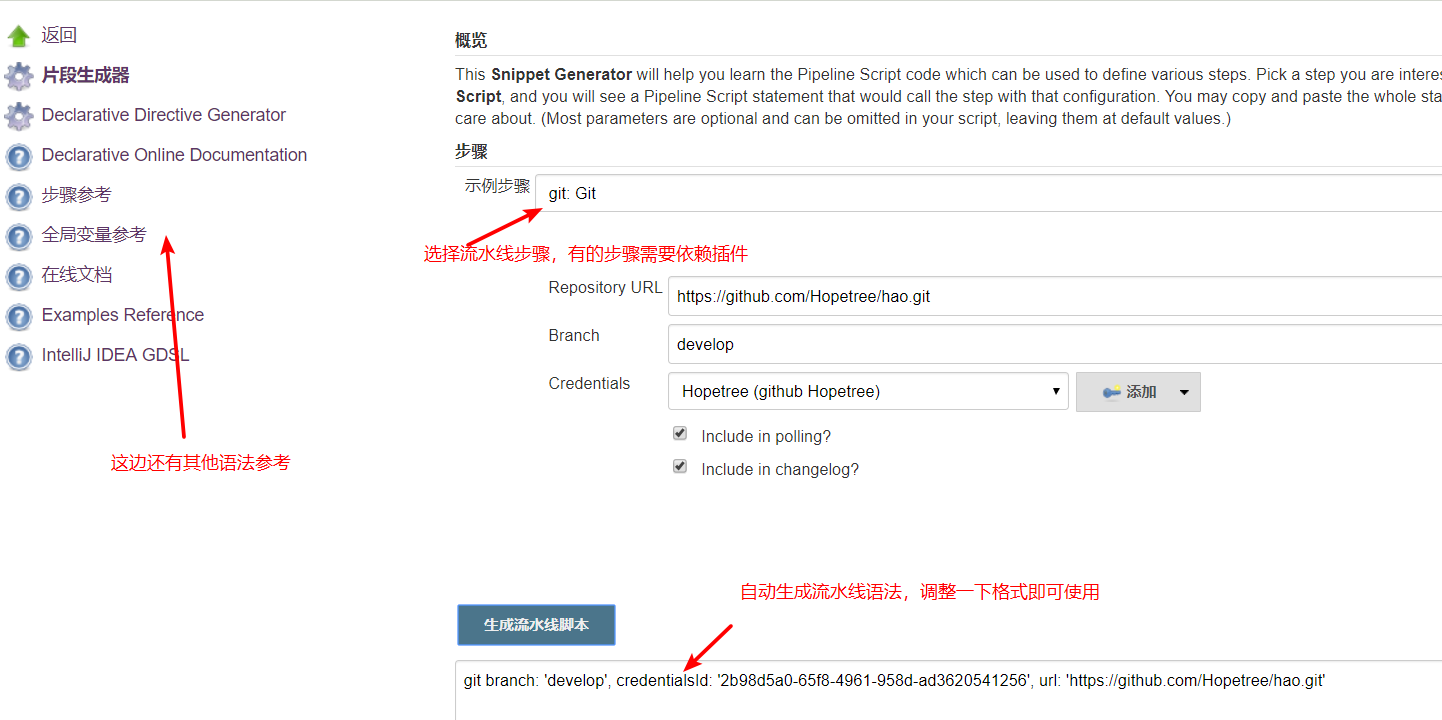 返回
片段生成器
Declarative Directive Generator
Declarative Online Documentation
步骤参考
全局变量参考
在线文档
Examples Reference
IntelliJ IDEA GDSL
这边还有其他语法参考
概览
This Snippet Generator will help you learn the Pipeline Script code which can be used to define various steps. Pick a step you are
Script, and you will see a Pipeline Script statement that would call the step with that configuration. You may copy and paste the whole
care about. (Most parameters are optional and can be omitted in your script, leaving them at default values.)
步骤
示例步骤
git: Git
选择流水线步骤，有的步骤需要依赖插件
Repository URL
https://github.com/Hopetree/hao.git
Branch
develop
Credentials
Hopetree (github Hopetree)
添加
Include in polling?
Include in changelog?
自动生成流水线语法，调整一下格式即可使用
生成流水线脚本
git branch: 'develop', credentialsId: '2b98d5a0-65f8-4961-958d-ad3620541256', url: 'https://github.com/Hopetree/hao.git'